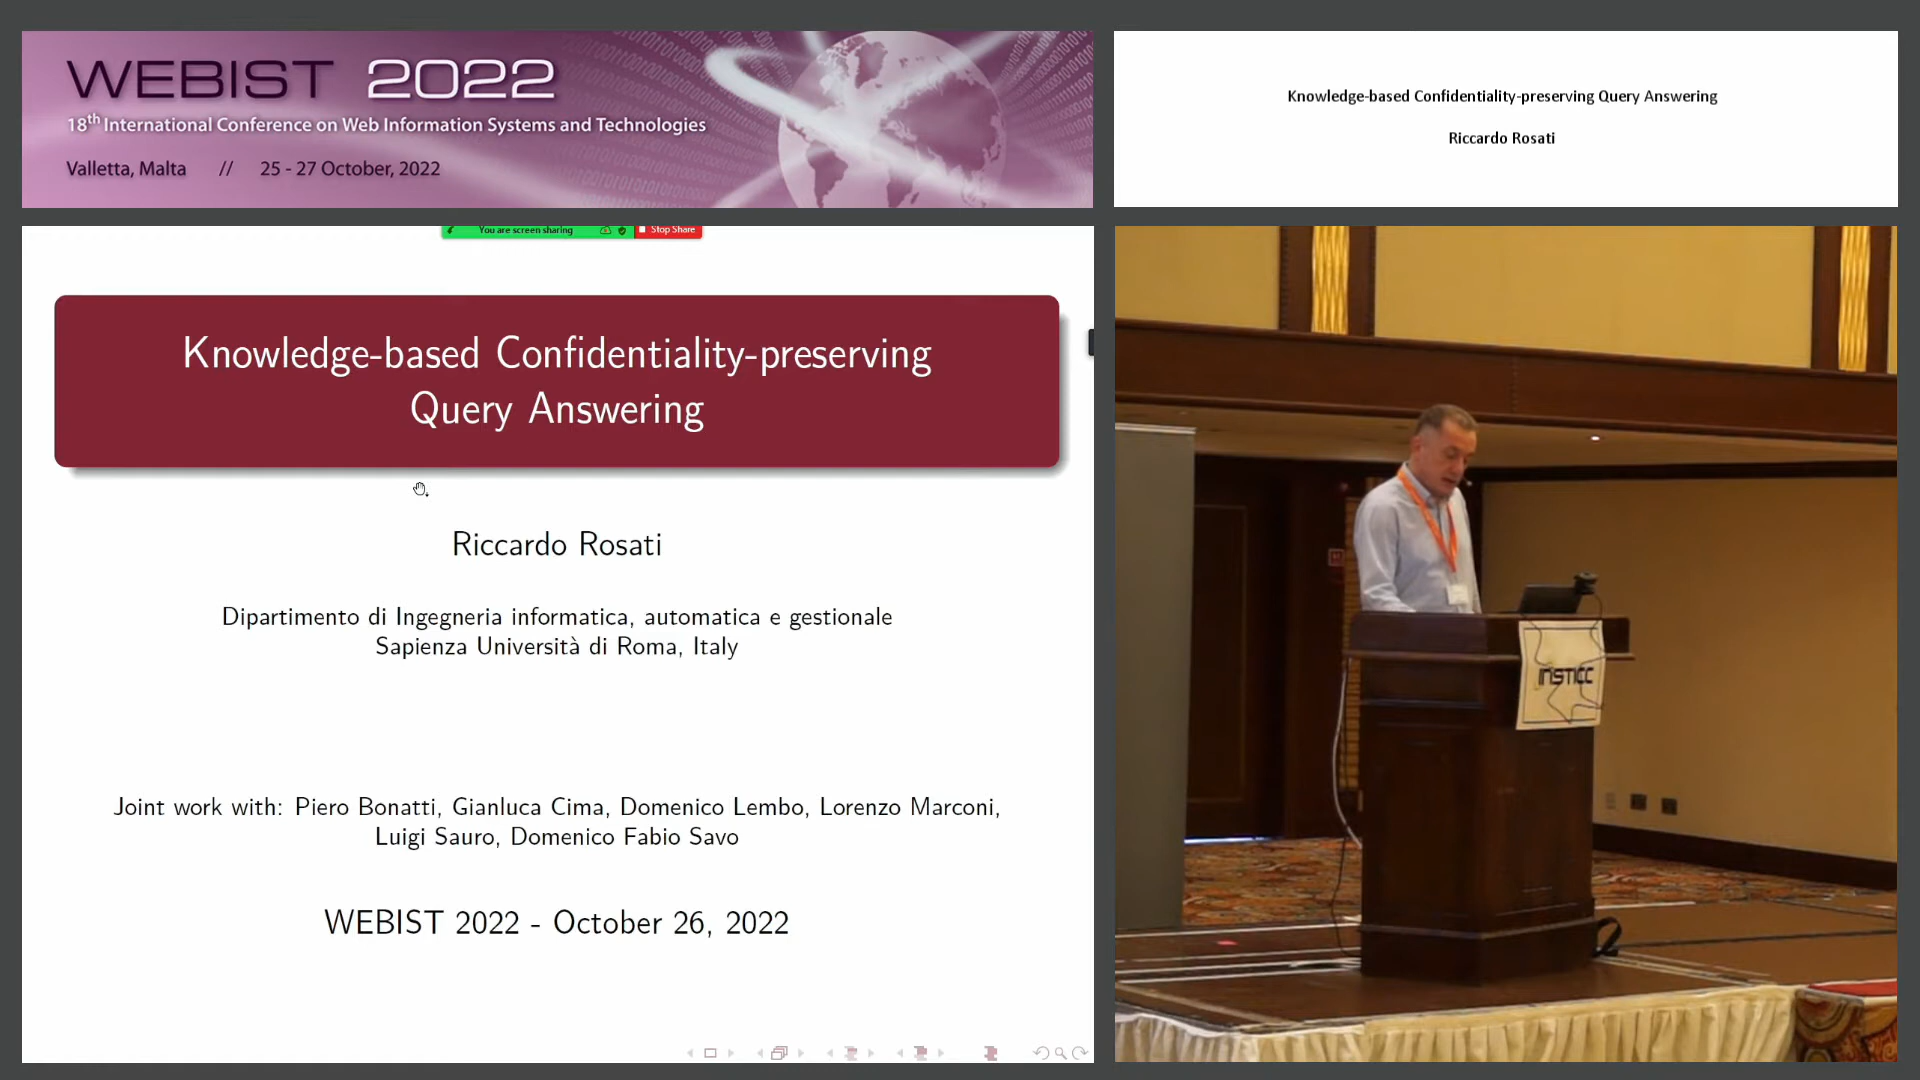 WEBIST 2022
18th International Conference on Web Information Systems and Technologies
Valletta, Malta // 25 - 27 October, 2022
Knowledge-based Confidentiality-preserving Query Answering
Riccardo Rosati
You are screen sharing Stop Share
Knowledge-based Confidentiality-preserving
Query Answering
Riccardo Rosati
Dipartimento di Ingegneria informatica, automatica e gestionale
Sapienza Università di Roma, Italy
Joint work with: Piero Bonatti, Gianluca Cima, Domenico Lembo, Lorenzo Marconi,
Luigi Sauro, Domenico Fabio Savo
WEBIST 2022 - October 26, 2022
INSTICC